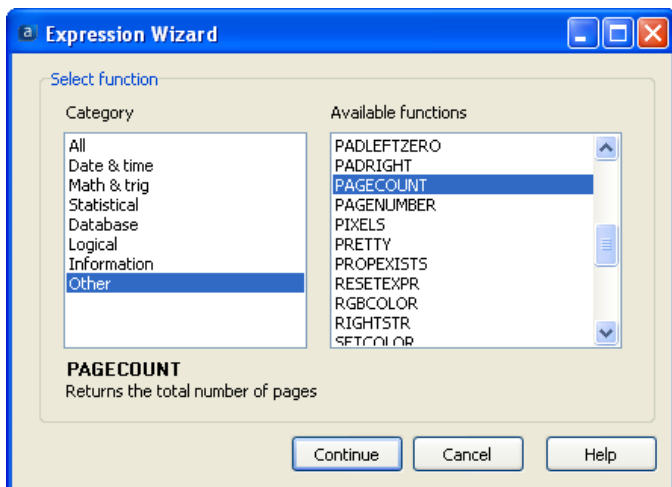 a Expression Wizard
Select function
Category
All
Date & time
Math & trig
Statistical
Database
Logical
Information
Other
Available functions
PADLEFTZERO
PADRIGHT
PAGECOUNT
PAGENUMBER
PIXELS
PRETTY
PROPEXISTS
RESETEXPR
RGBCOLOR
RIGHTSTR
SETCOLOR
PAGECOUNT
Returns the total number of pages
Continue Cancel Help